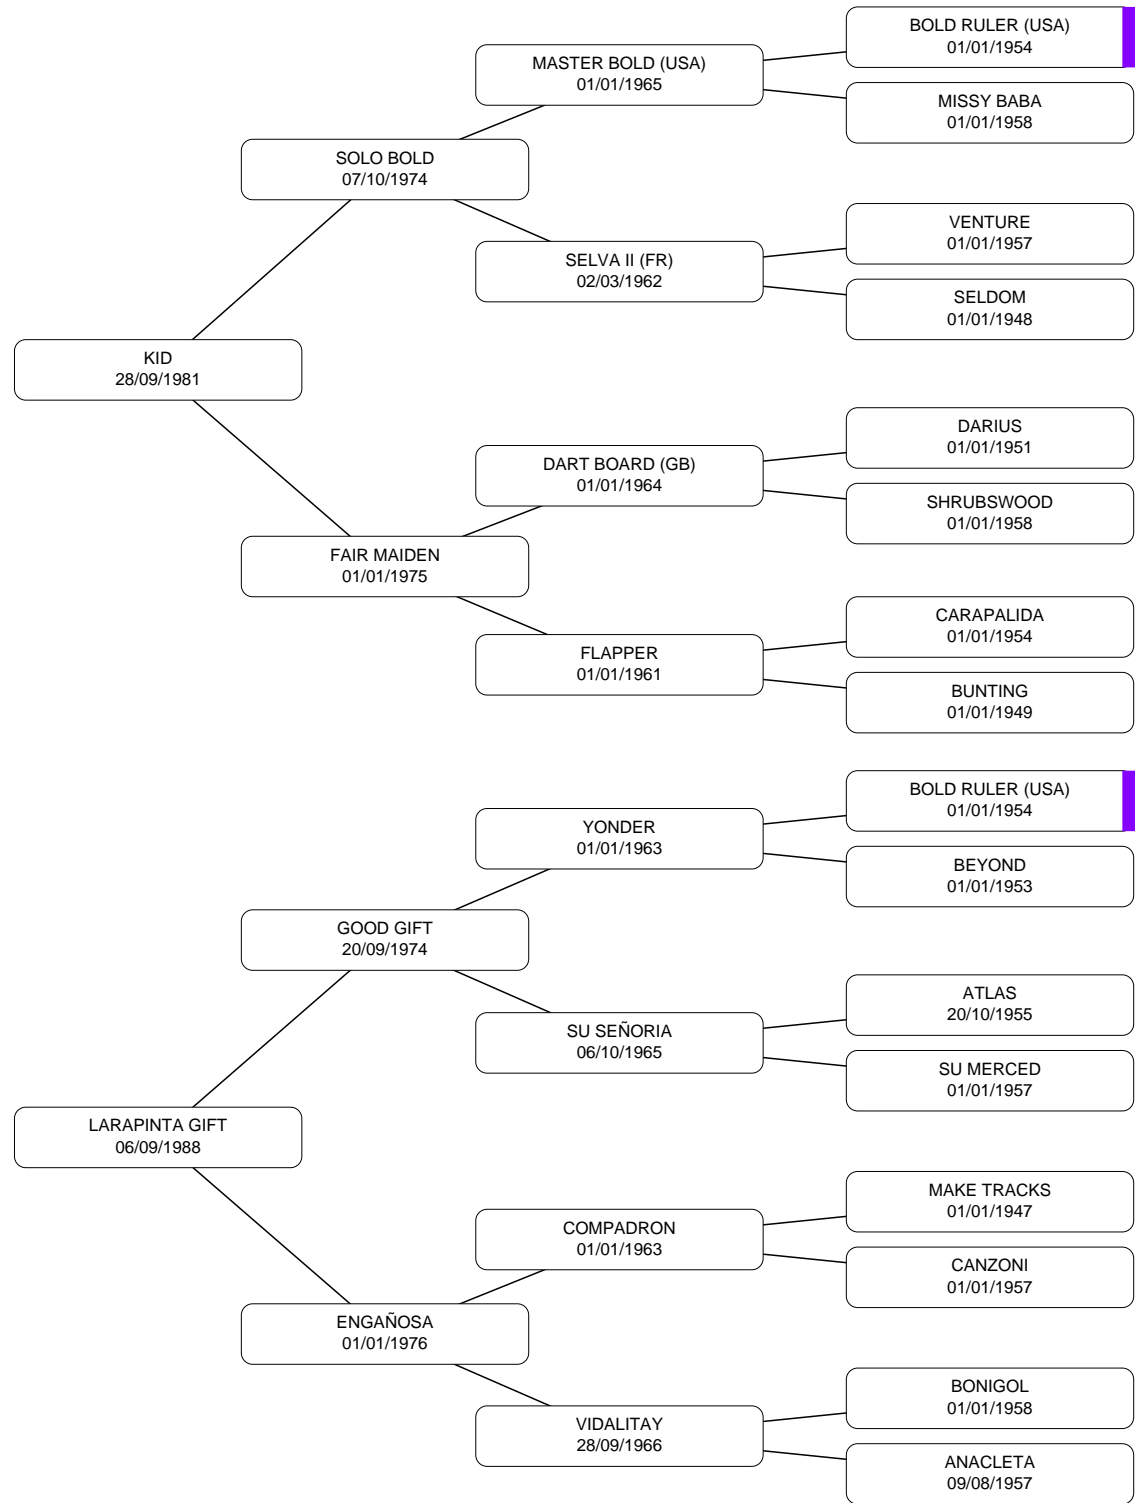 BOLD RULER (USA)
01/01/1954
MASTER BOLD (USA)
01/01/1965
MISSY BABA
01/01/1958
SOLO BOLD
07/10/1974
VENTURE
01/01/1957
SELVA II (FR)
02/03/1962
SELDOM
01/01/1948
KID
28/09/1981
DARIUS
01/01/1951
DART BOARD (GB)
01/01/1964
SHRUBSWOOD
01/01/1958
FAIR MAIDEN
01/01/1975
CARAPALIDA
01/01/1954
FLAPPER
01/01/1961
BUNTING
01/01/1949
BOLD RULER (USA)
01/01/1954
YONDER
01/01/1963
BEYOND
01/01/1953
GOOD GIFT
20/09/1974
ATLAS
20/10/1955
SU SEÑORIA
06/10/1965
SU MERCED
01/01/1957
LARAPINTA GIFT
06/09/1988
MAKE TRACKS
01/01/1947
COMPADRON
01/01/1963
CANZONI
01/01/1957
ENGAÑOSA
01/01/1976
BONIGOL
01/01/1958
VIDALITAY
28/09/1966
ANACLETA
09/08/1957